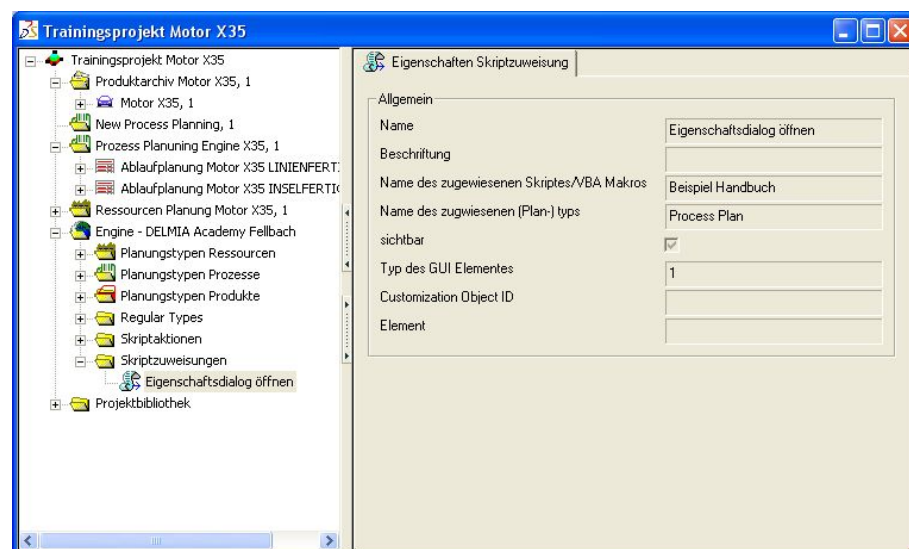 Trainingsprojekt Motor X35
Trainingsprojekt Motor X35
Produktarchiv Motor X35, 1
Motor X35, 1
New Process Planning, 1
Prozess Planuning Engine X35, 1
Ablaufplanung Motor X35 LINIENFERT
Ablaufplanung Motor X35 INSELFERTI
Ressourcen Planung Motor X35, 1
Engine - DELMIA Academy Fellbach
Planungstypen Ressourcen
Planungstypen Prozesse
Planungstypen Produkte
Regular Types
Skriptaktionen
Skriptzuweisungen
Eigenschaftsdialog öffnen
Projektbibliothek
Eigenschaften Skriptzuweisung
Allgemein
Name Eigenschaftsdialog öffnen
Beschriftung
Name des zugewiesenen Skriptes/VBA Makros Beispiel Handbuch
Name des zugwiesenen (Plan-) typs Process Plan
sichtbar
Typ des GUI Elementes 1
Customization Object ID
Element